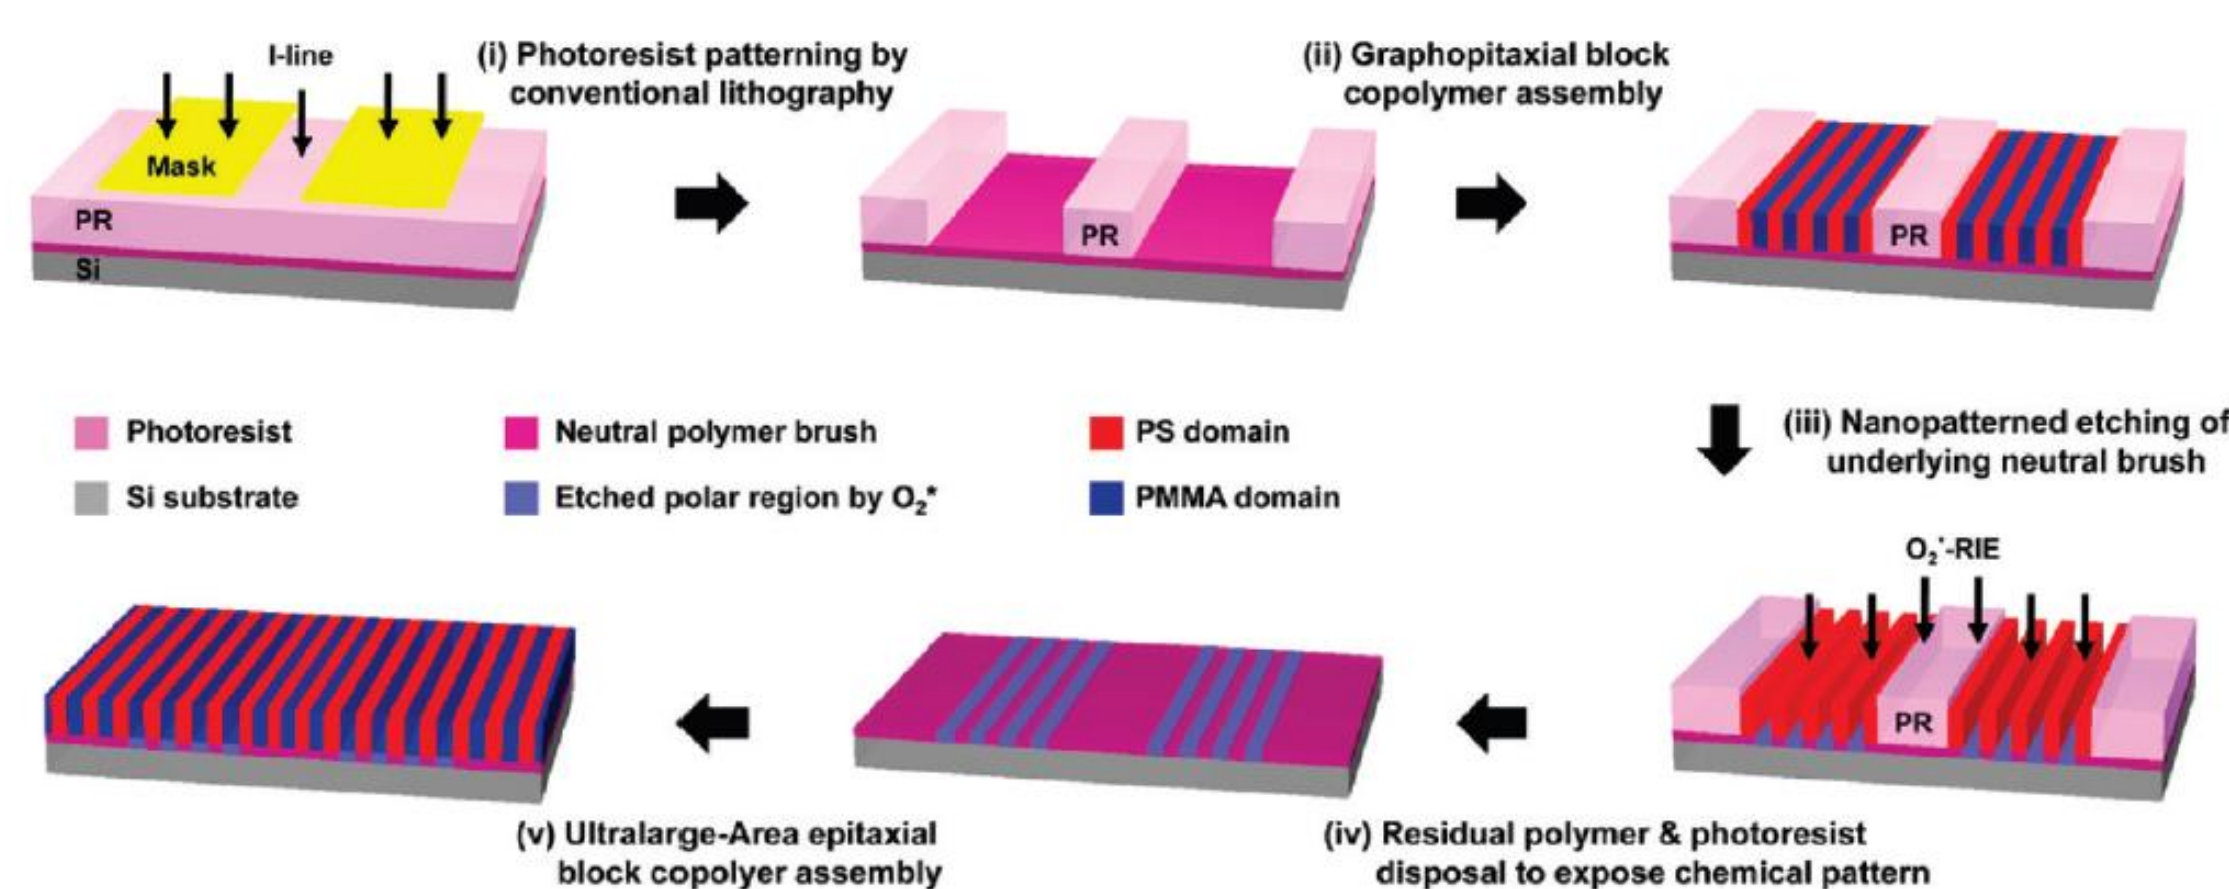 I-line
(i) Photoresist patterning by
conventional lithography
(ii) Graphopitaxial block
copolymer assembly
Mask
PR
Si
PR
PR
Photoresist
Neutral polymer brush
PS domain
Si substrate
Etched polar region by O₂*
PMMA domain
(iii) Nanopatterned etching of
underlying neutral brush
O₂*-RIE
PR
(v) Ultralarge-Area epitaxial
block copolyer assembly
(iv) Residual polymer & photoresist
disposal to expose chemical pattern